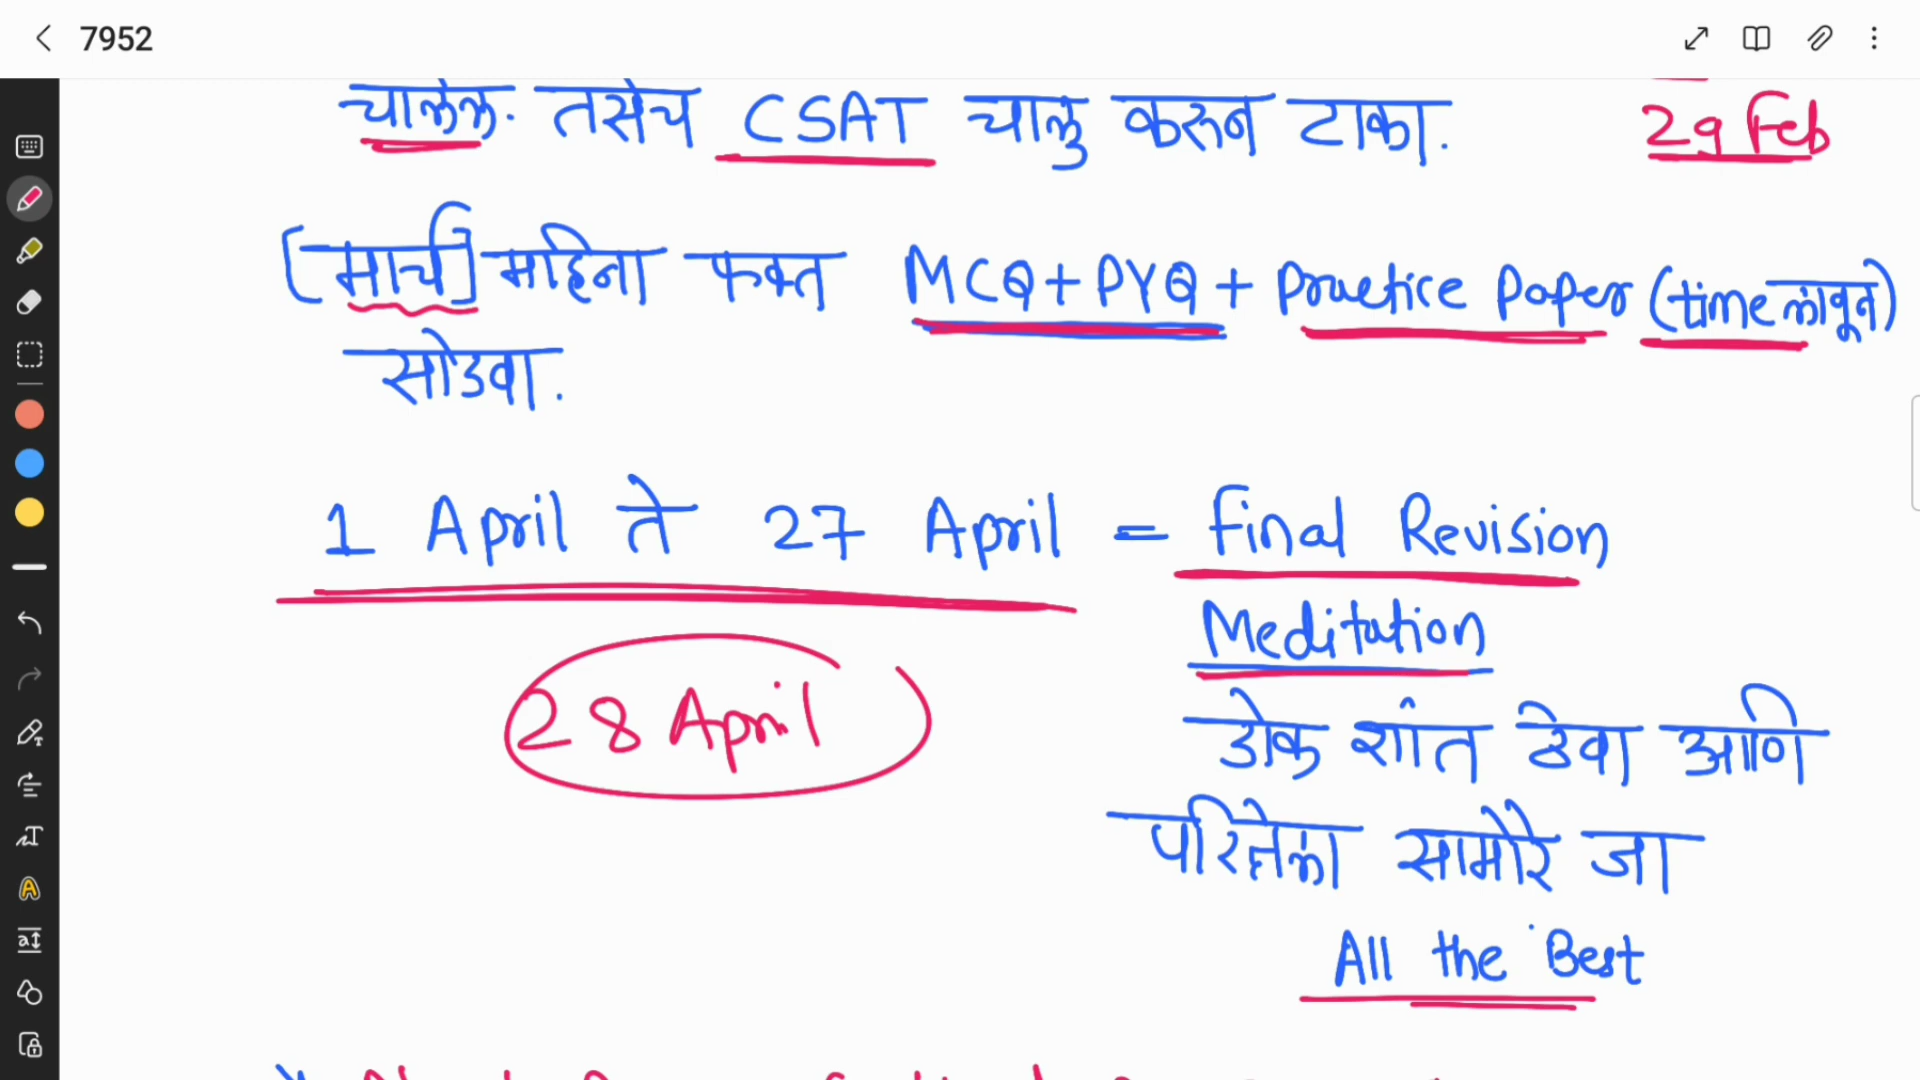 7952
चालेल. तसेच CSAT चालु करून टाका. 29 Feb
[मार्च] महिना फक्त MCQ+PYQ+ Practice Paper (time लावून)
सोडवा.
1 April ते 27 April = Final Revision
Meditation
28 April
डोक शांत ठेवा आणि
परिक्षेला सामोरे जा
All the Best